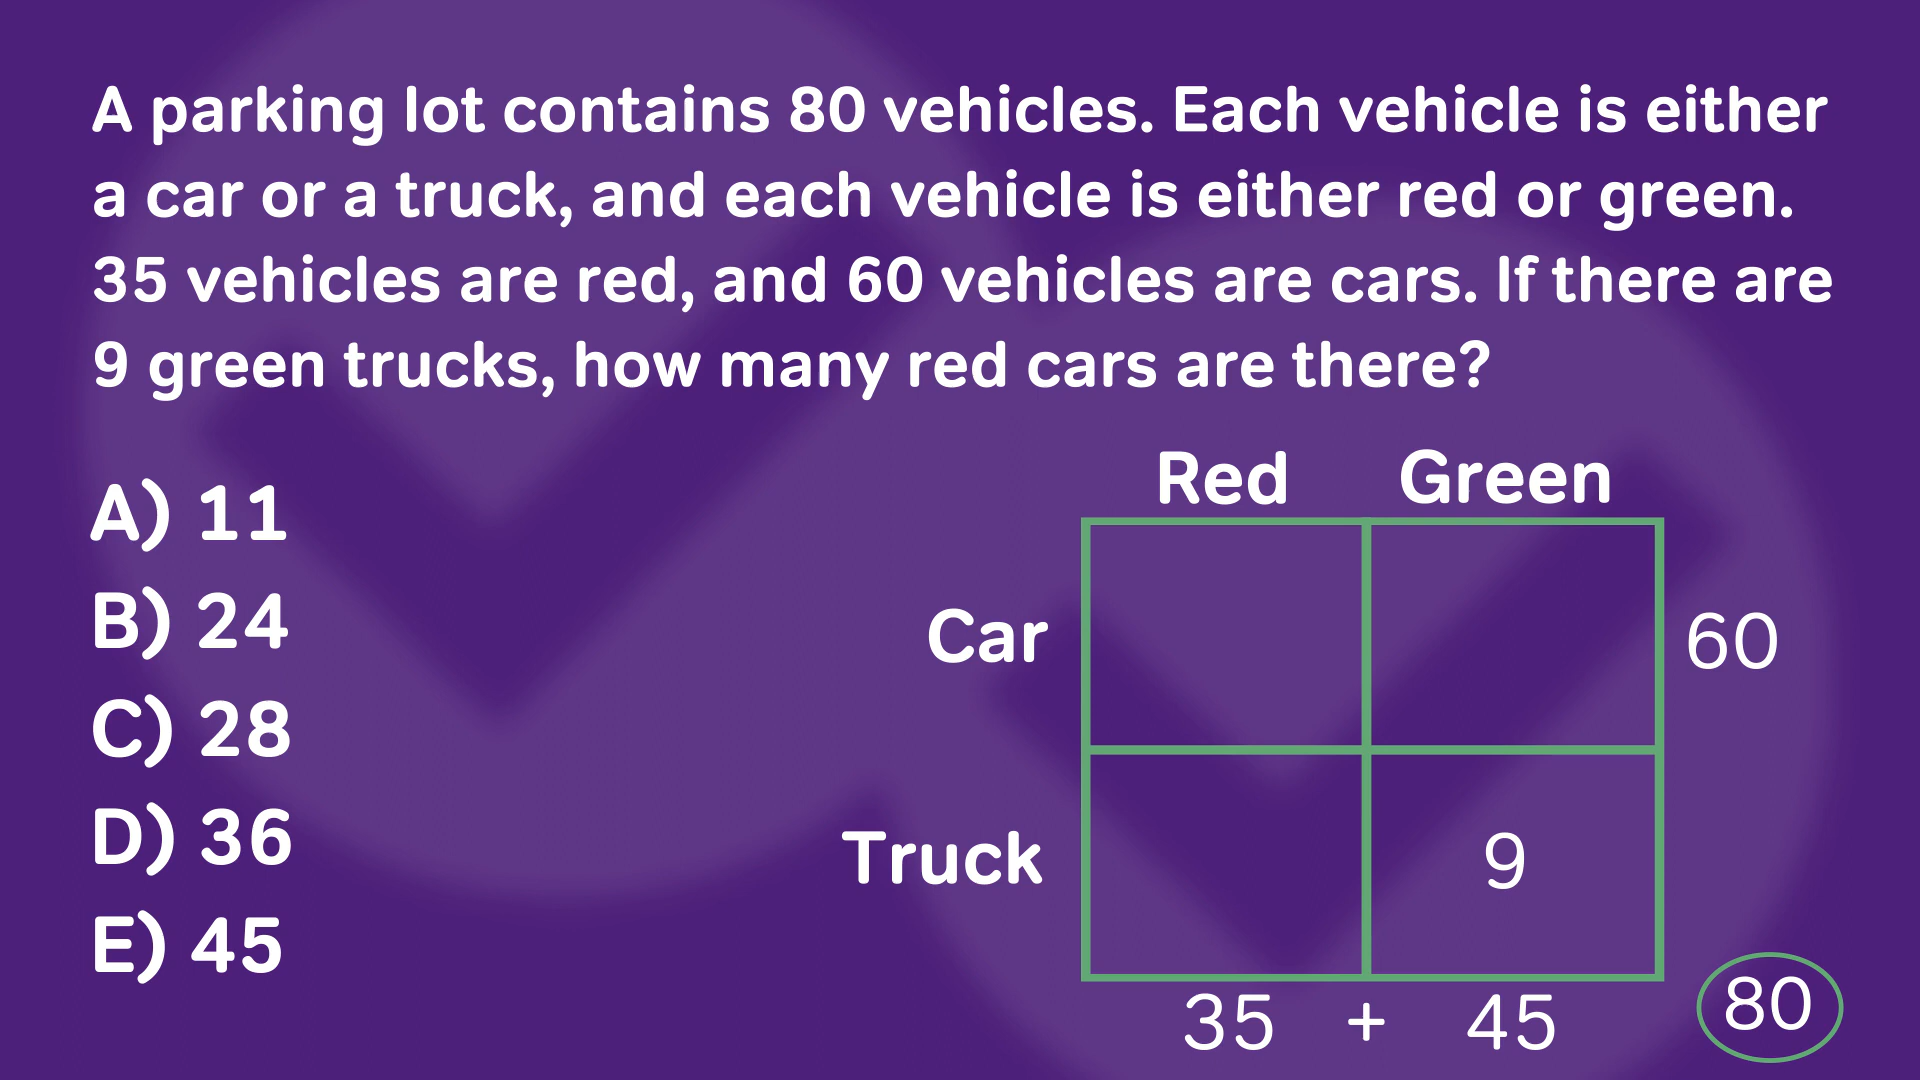 A parking lot contains 80 vehicles. Each vehicle is either
a car or a truck, and each vehicle is either red or green.
35 vehicles are red, and 60 vehicles are cars. If there are
9 green trucks, how many red cars are there?
A) 11
B) 24
C) 28
D) 36
E) 45
Red Green
Car 60
Truck 9
35 + 45 80